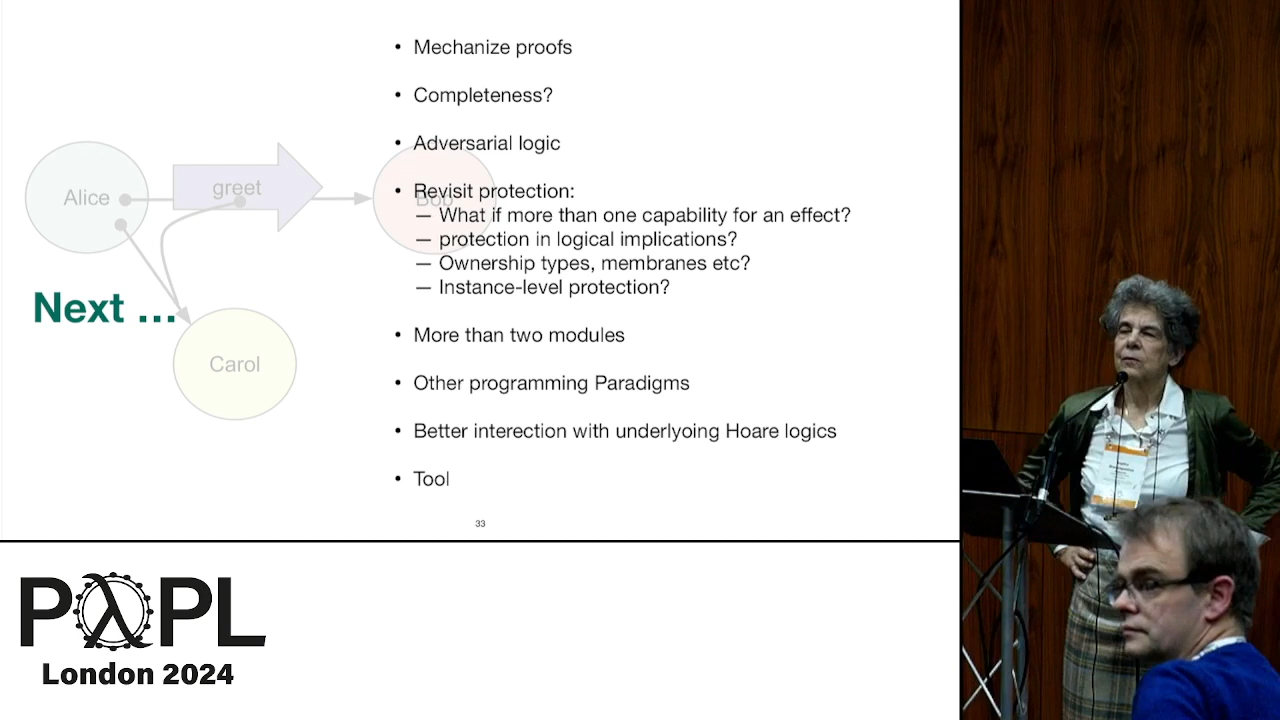 Mechanize proofs
Completeness?
Adversarial logic
Revisit protection:
— What if more than one capability for an effect?
— protection in logical implications?
— Ownership types, membranes etc?
— Instance-level protection?
More than two modules
Other programming Paradigms
Better interection with underlyoing Hoare logics
Tool
Alice
greet
Bob
Next ...
Carol
33
PλPL
London 2024